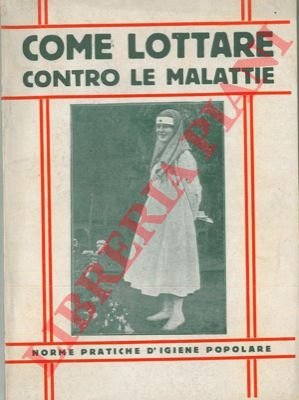 COME LOTTARE
CONTRO LE MALATTIE
LIBRERIA PIANI
NORME PRATICHE D'IGIENE POPOLARE